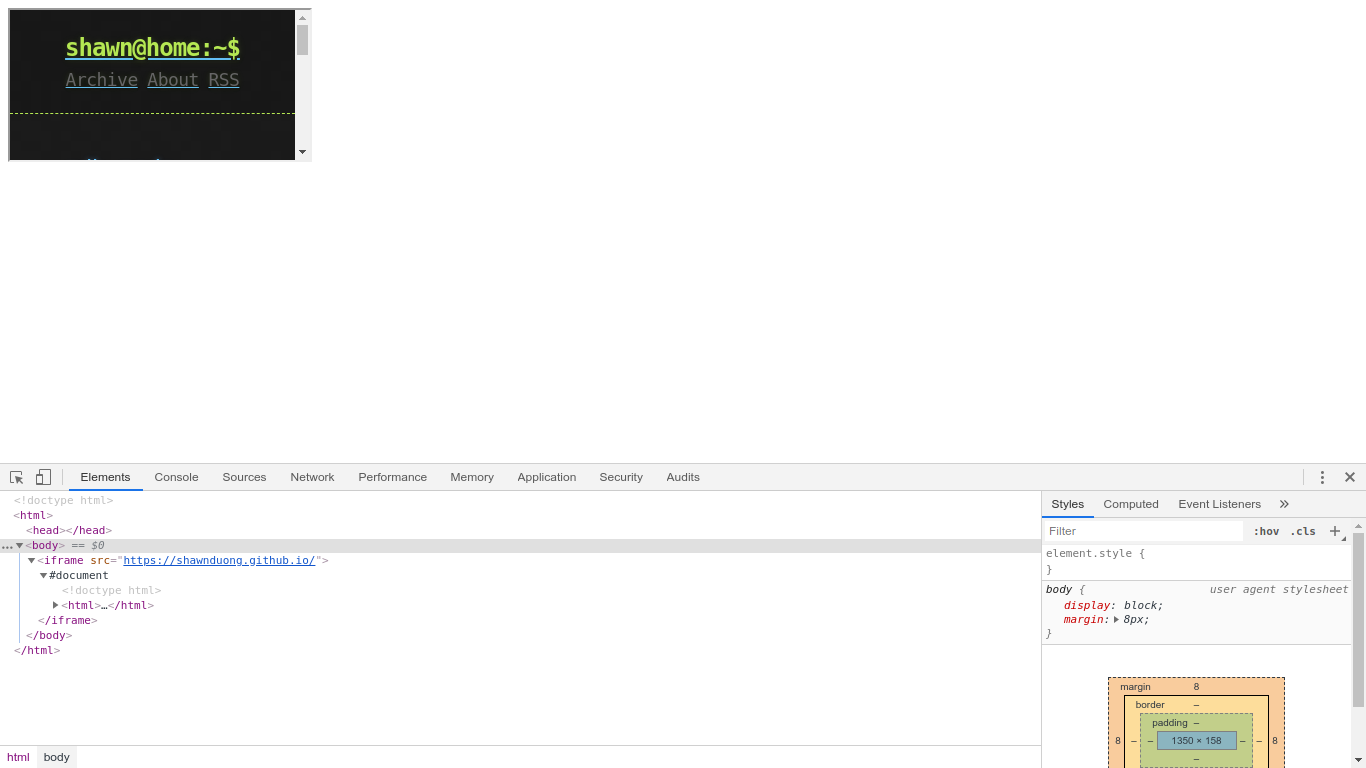 shawn@home:~$
Archive About RSS
Elements Console Sources Network Performance Memory Application Security Audits
<!doctype html>
<html>
<head></head>
<body> == $0
<iframe src="https://shawnduong.github.io/">
#document
<!doctype html>
<html>…</html>
</iframe>
</body>
</html>
html body
Styles Computed Event Listeners
Filter :hov .cls
element.style {
}
body { user agent stylesheet
display: block;
margin: 8px;
}
margin 8
border –
padding –
8 – – 1350 × 158 – – 8
–